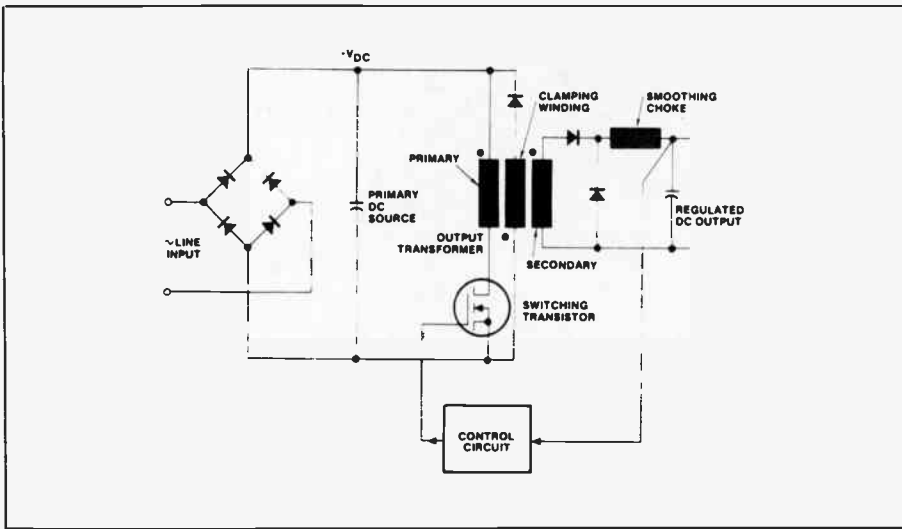 -VDC
CLAMPING
WINDING
SMOOTHING
CHOKE
PRIMARY
PRIMARY
DC
SOURCE
~LINE
INPUT
OUTPUT
TRANSFORMER
SECONDARY
REGULATED
DC OUTPUT
SWITCHING
TRANSISTOR
CONTROL
CIRCUIT